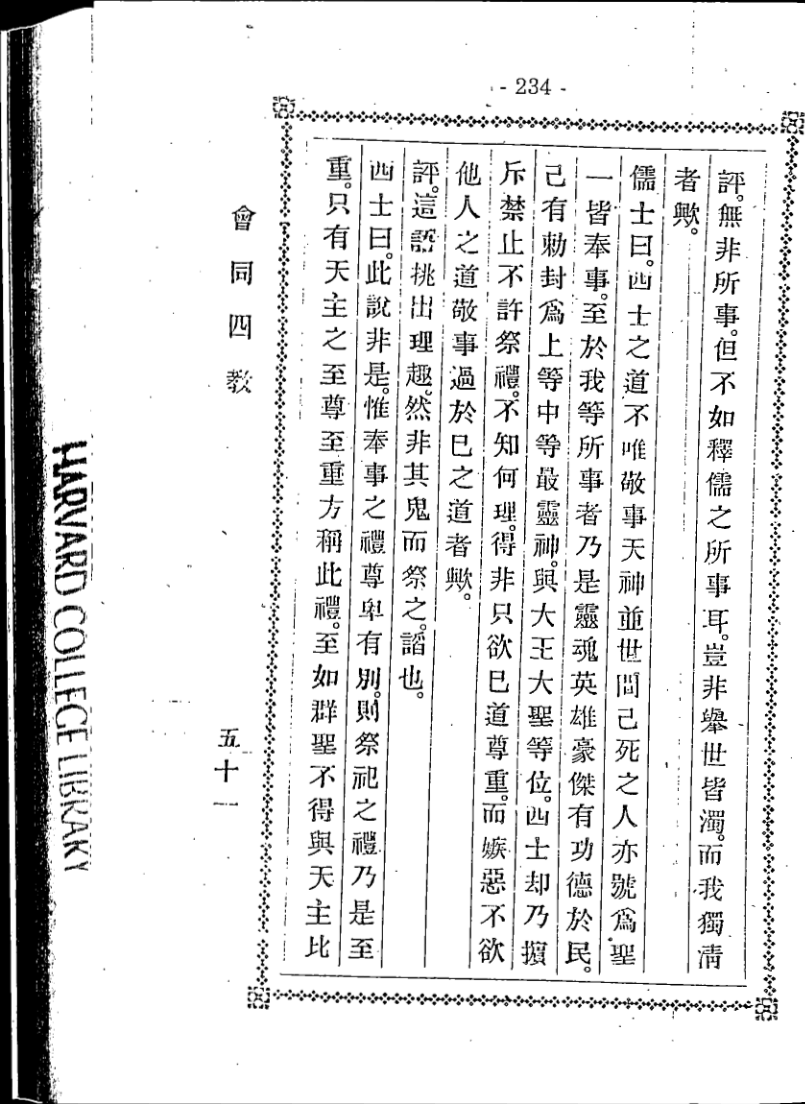 - 234 -
評。無非所事。但不如釋儒之所事耳。豈非舉世皆濁。而我獨淸
者歟。
儒士曰。西士之道不唯敬事天神並世間已死之人亦號爲聖
一皆奉事。至於我等所事者乃是靈魂英雄豪傑有功德於民。
己有勅封爲上等中等最靈神。與大王大聖等位。西士却乃擯
斥禁止不許祭禮。不知何理。得非只欲巳道尊重。而嫉惡不欲
他人之道敬事過於巳之道者歟。
評。這語挑出理趣。然非其鬼而祭之。謟也。
西士曰。此說非是。惟奉事之禮尊卑有別。則祭祀之禮乃是至
重。只有天主之至尊至重方稱此禮。至如群聖不得與天主比
會同四教
五十一
HARVARD COLLEGE LIBRARY